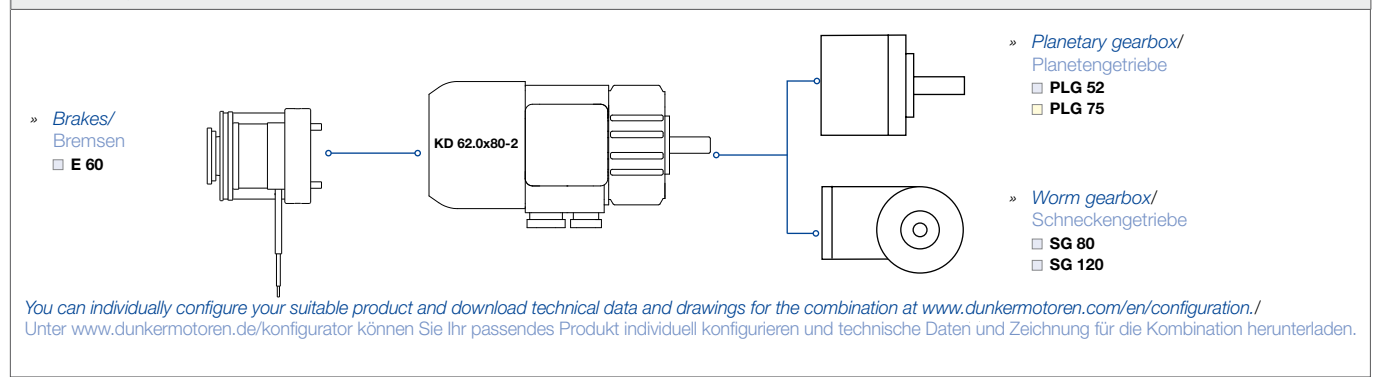 » Brakes/
Bremsen
E 60
KD 62.0x80-2
» Planetary gearbox/
Planetengetriebe
PLG 52
PLG 75
» Worm gearbox/
Schneckengetriebe
SG 80
SG 120
You can individually configure your suitable product and download technical data and drawings for the combination at www.dunkermotoren.com/en/configuration./
Unter www.dunkermotoren.de/konfigurator können Sie Ihr passendes Produkt individuell konfigurieren und technische Daten und Zeichnung für die Kombination herunterladen.